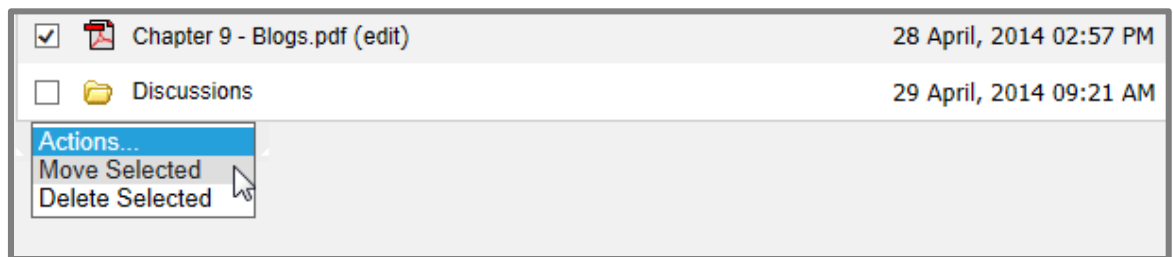 Chapter 9 - Blogs.pdf (edit) 28 April, 2014 02:57 PM
Discussions 29 April, 2014 09:21 AM
Actions...
Move Selected
Delete Selected